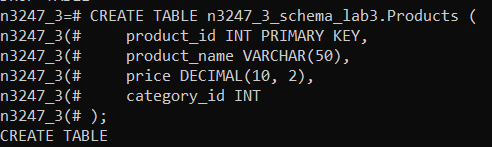 n3247_3=# CREATE TABLE n3247_3_schema_lab3.Products (
n3247_3(#     product_id INT PRIMARY KEY,
n3247_3(#     product_name VARCHAR(50),
n3247_3(#     price DECIMAL(10, 2),
n3247_3(#     category_id INT
n3247_3(# );
CREATE TABLE